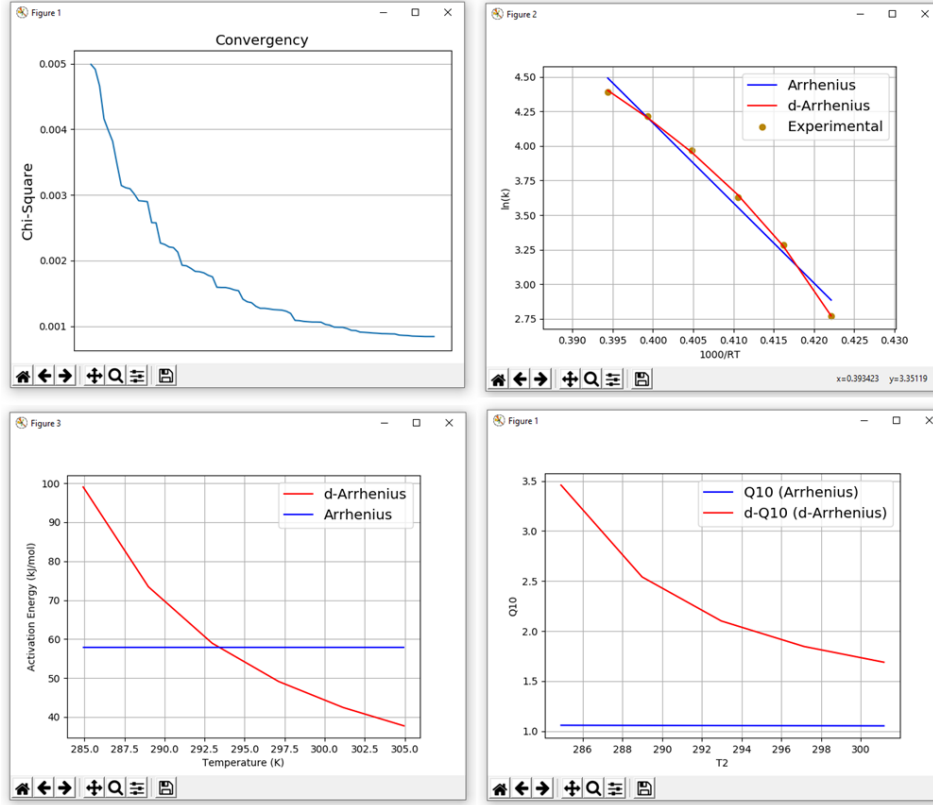 Figure 1
Convergency
Chi-Square
0.005
0.004
0.003
0.002
0.001
Figure 2
ln(k)
4.50
4.25
4.00
3.75
3.50
3.25
3.00
2.75
Arrhenius
d-Arrhenius
Experimental
0.390 0.395 0.400 0.405 0.410 0.415 0.420 0.425 0.430
1000/RT
x=0.393423 y=3.35119
Figure 3
Activation Energy (kJ/mol)
100
90
80
70
60
50
40
d-Arrhenius
Arrhenius
285.0 287.5 290.0 292.5 295.0 297.5 300.0 302.5 305.0
Temperature (K)
Figure 1
Q10
3.5
3.0
2.5
2.0
1.5
1.0
Q10 (Arrhenius)
d-Q10 (d-Arrhenius)
286 288 290 292 294 296 298 300
T2